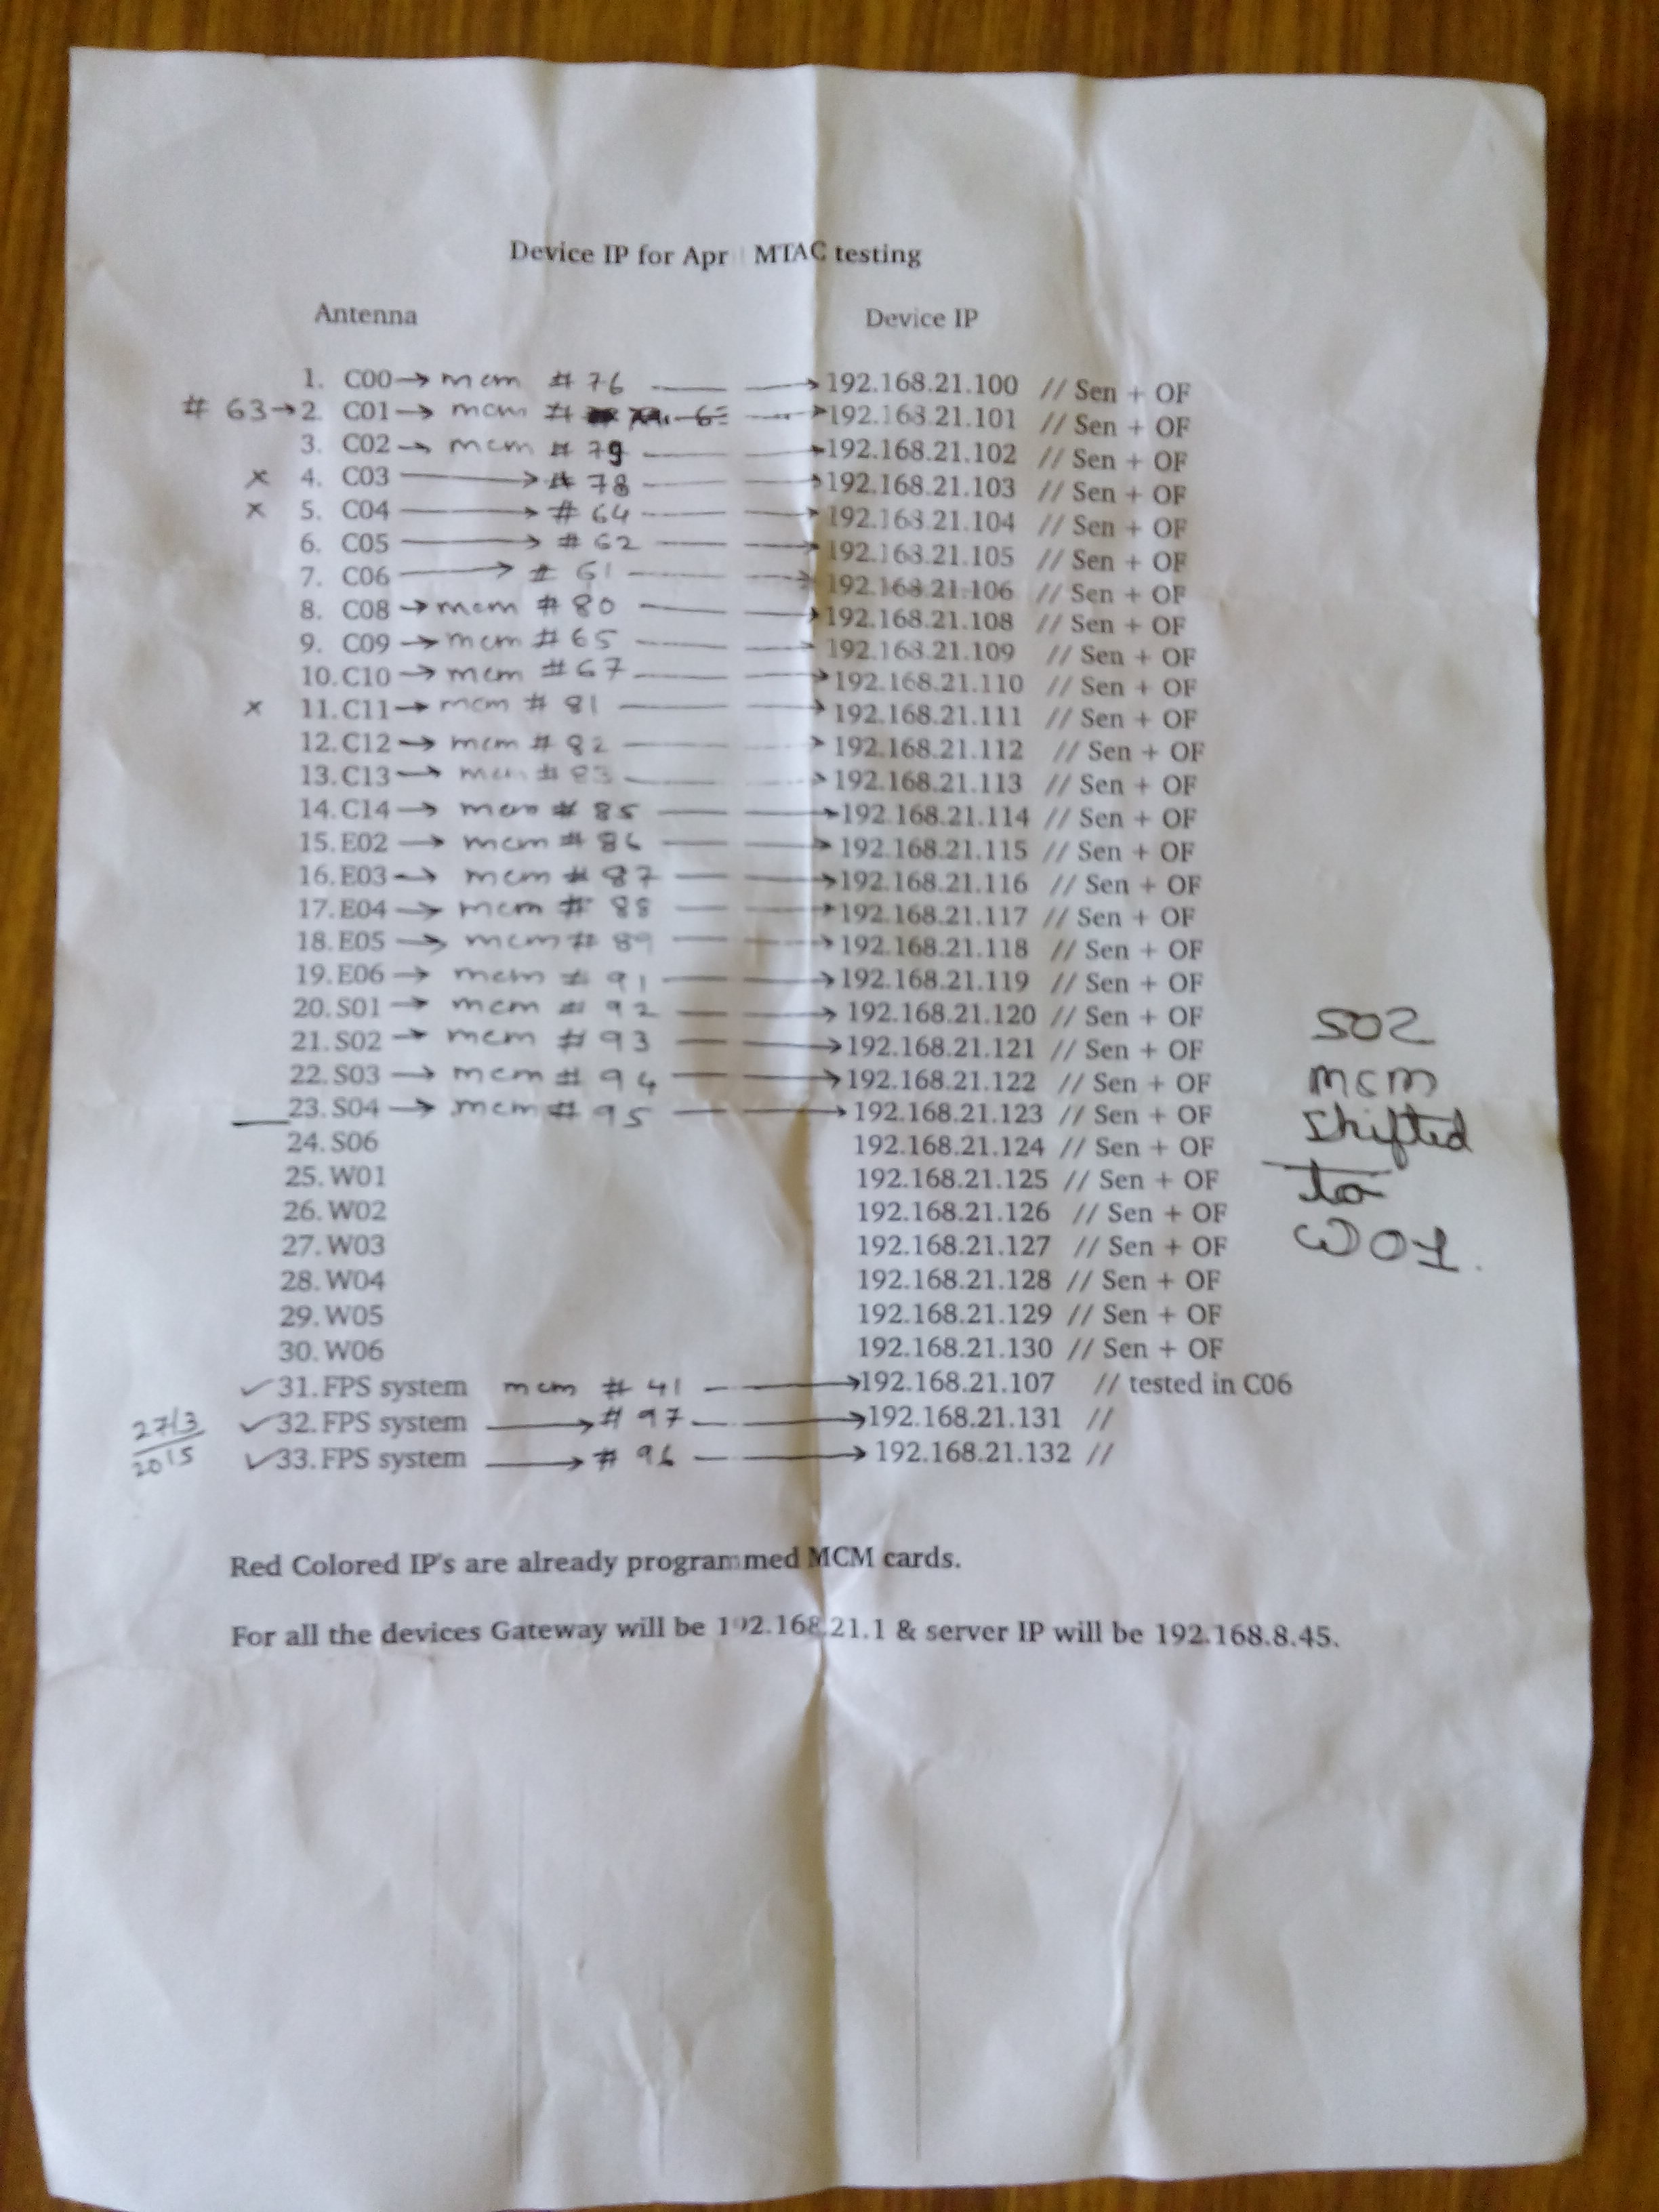 Device IP for Apr MTAC testing
Antenna Device IP
1. C00 → mcm # 76 → 192.168.21.100 // Sen + OF
# 63 → 2. C01 → mcm # → 192.168.21.101 // Sen + OF
3. C02 → mcm # 79 → 192.168.21.102 // Sen + OF
x 4. C03 → # 78 → 192.168.21.103 // Sen + OF
x 5. C04 → # 64 → 192.168.21.104 // Sen + OF
6. C05 → # 62 → 192.168.21.105 // Sen + OF
7. C06 → # 61 → 192.168.21.106 // Sen + OF
8. C08 → mcm # 80 → 192.168.21.108 // Sen + OF
9. C09 → mcm # 65 → 192.168.21.109 // Sen + OF
10. C10 → mcm # 67 → 192.168.21.110 // Sen + OF
x 11. C11 → mcm # 81 → 192.168.21.111 // Sen + OF
12. C12 → mcm # 82 → 192.168.21.112 // Sen + OF
13. C13 → mcm # 83 → 192.168.21.113 // Sen + OF
14. C14 → mcm # 85 → 192.168.21.114 // Sen + OF
15. E02 → mcm # 86 → 192.168.21.115 // Sen + OF
16. E03 → mcm # 87 → 192.168.21.116 // Sen + OF
17. E04 → mcm # 88 → 192.168.21.117 // Sen + OF
18. E05 → mcm # 89 → 192.168.21.118 // Sen + OF
19. E06 → mcm # 91 → 192.168.21.119 // Sen + OF
20. S01 → mcm # 92 → 192.168.21.120 // Sen + OF
21. S02 → mcm # 93 → 192.168.21.121 // Sen + OF
22. S03 → mcm # 94 → 192.168.21.122 // Sen + OF
23. S04 → mcm # 95 → 192.168.21.123 // Sen + OF
24. S06 192.168.21.124 // Sen + OF
25. W01 192.168.21.125 // Sen + OF
26. W02 192.168.21.126 // Sen + OF
27. W03 192.168.21.127 // Sen + OF
28. W04 192.168.21.128 // Sen + OF
29. W05 192.168.21.129 // Sen + OF
30. W06 192.168.21.130 // Sen + OF
✓ 31. FPS system mcm # 41 → 192.168.21.107 // tested in C06
✓ 32. FPS system → # 97 → 192.168.21.131 //
✓ 33. FPS system → # 96 → 192.168.21.132 //
27/3
2015
S02
mcm
shifted
to
W01.
Red Colored IP's are already programmed MCM cards.
For all the devices Gateway will be 192.168.21.1 & server IP will be 192.168.8.45.